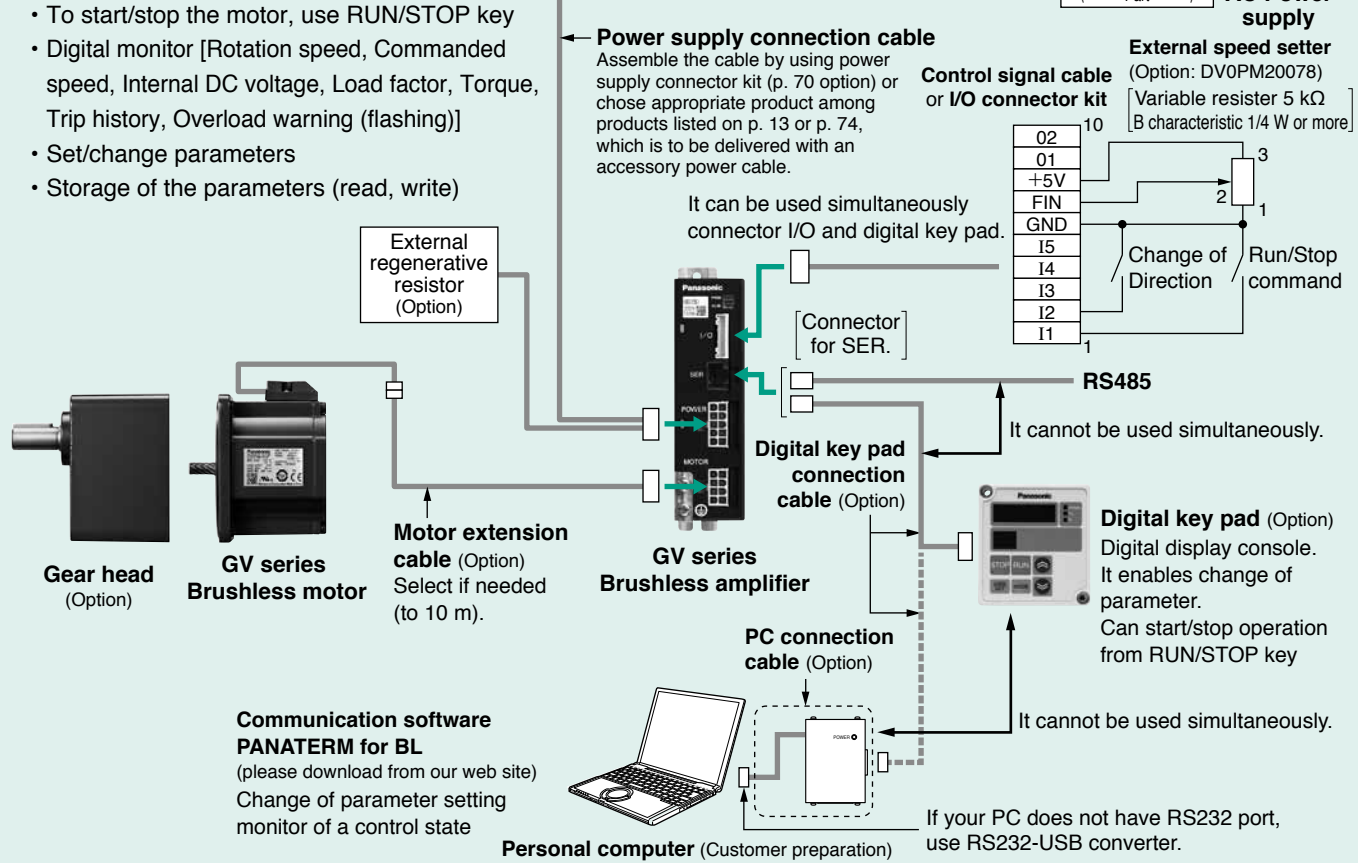 • To start/stop the motor, use RUN/STOP key
• Digital monitor [Rotation speed, Commanded
speed, Internal DC voltage, Load factor, Torque,
Trip history, Overload warning (flashing)]
• Set/change parameters
• Storage of the parameters (read, write)
Power supply connection cable
Assemble the cable by using power
supply connector kit (p. 70 option) or
chose appropriate product among
products listed on p. 13 or p. 74,
which is to be delivered with an
accessory power cable.
supply
External speed setter
(Option: DV0PM20078)
[Variable resister 5 kΩ
B characteristic 1/4 W or more]
Control signal cable
or I/O connector kit
10
02
01
+5V
FIN
GND
I5
I4
I3
I2
I1
1
3
2
1
Change of
Direction
Run/Stop
command
It can be used simultaneously
connector I/O and digital key pad.
External
regenerative
resistor
(Option)
Panasonic
I/O
SER
POWER
MOTOR
[Connector
for SER.]
RS485
It cannot be used simultaneously.
Digital key pad
connection
cable (Option)
Gear head
(Option)
Panasonic
GV series
Brushless motor
Motor extension
cable (Option)
Select if needed
(to 10 m).
GV series
Brushless amplifier
Panasonic
STOP
RUN
Digital key pad (Option)
Digital display console.
It enables change of
parameter.
Can start/stop operation
from RUN/STOP key
PC connection
cable (Option)
POWER
It cannot be used simultaneously.
Communication software
PANATERM for BL
(please download from our web site)
Change of parameter setting
monitor of a control state
Personal computer (Customer preparation)
If your PC does not have RS232 port,
use RS232-USB converter.